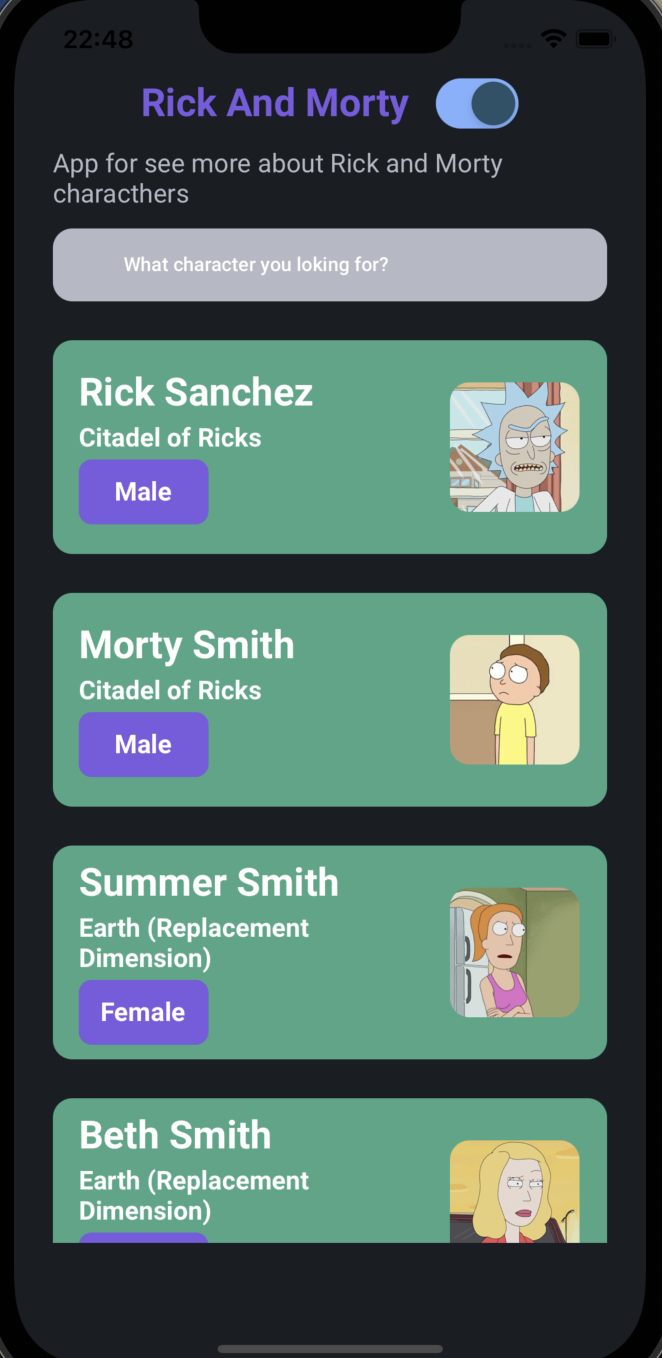 22:48
Rick And Morty
App for see more about Rick and Morty
characthers
What character you loking for?
Rick Sanchez
Citadel of Ricks
Male
Morty Smith
Citadel of Ricks
Male
Summer Smith
Earth (Replacement
Dimension)
Female
Beth Smith
Earth (Replacement
Dimension)